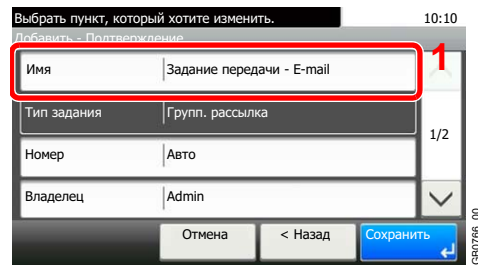 Выбрать пункт, который хотите изменить. 10:10
Добавить - Подтверждение
1
Имя Задание передачи - E-mail
Тип задания Групп. рассылка
1/2
Номер Авто
Владелец Admin
Отмена < Назад Сохранить
GB0766_00